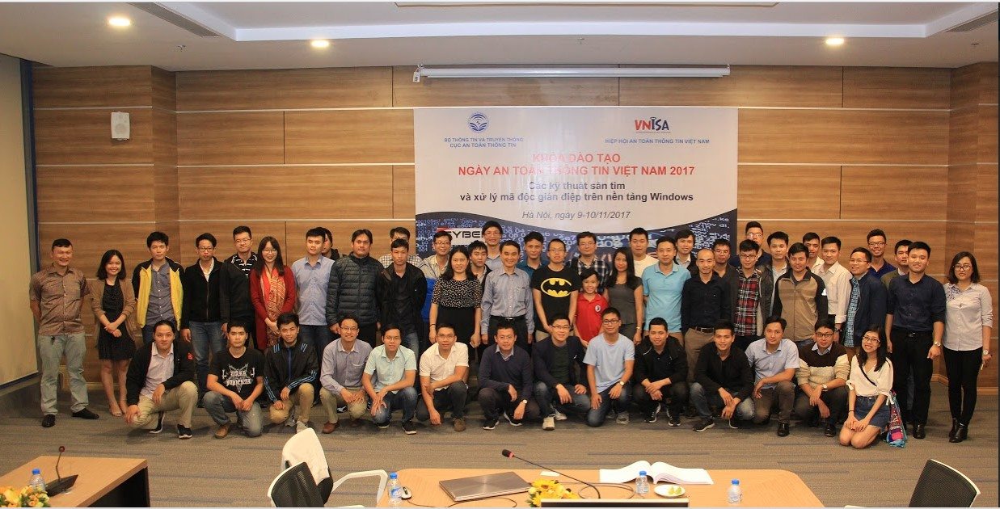 BỘ THÔNG TIN VÀ TRUYỀN THÔNG
CỤC AN TOÀN THÔNG TIN
VNISA
HIỆP HỘI AN TOÀN THÔNG TIN VIỆT NAM
KHÓA ĐÀO TẠO
NGÀY AN TOÀN THÔNG TIN VIỆT NAM 2017
Các kỹ thuật săn tìm
và xử lý mã độc gián điệp trên nền tảng Windows
Hà Nội, ngày 9-10/11/2017
CYBE
DARK
FUNERAL